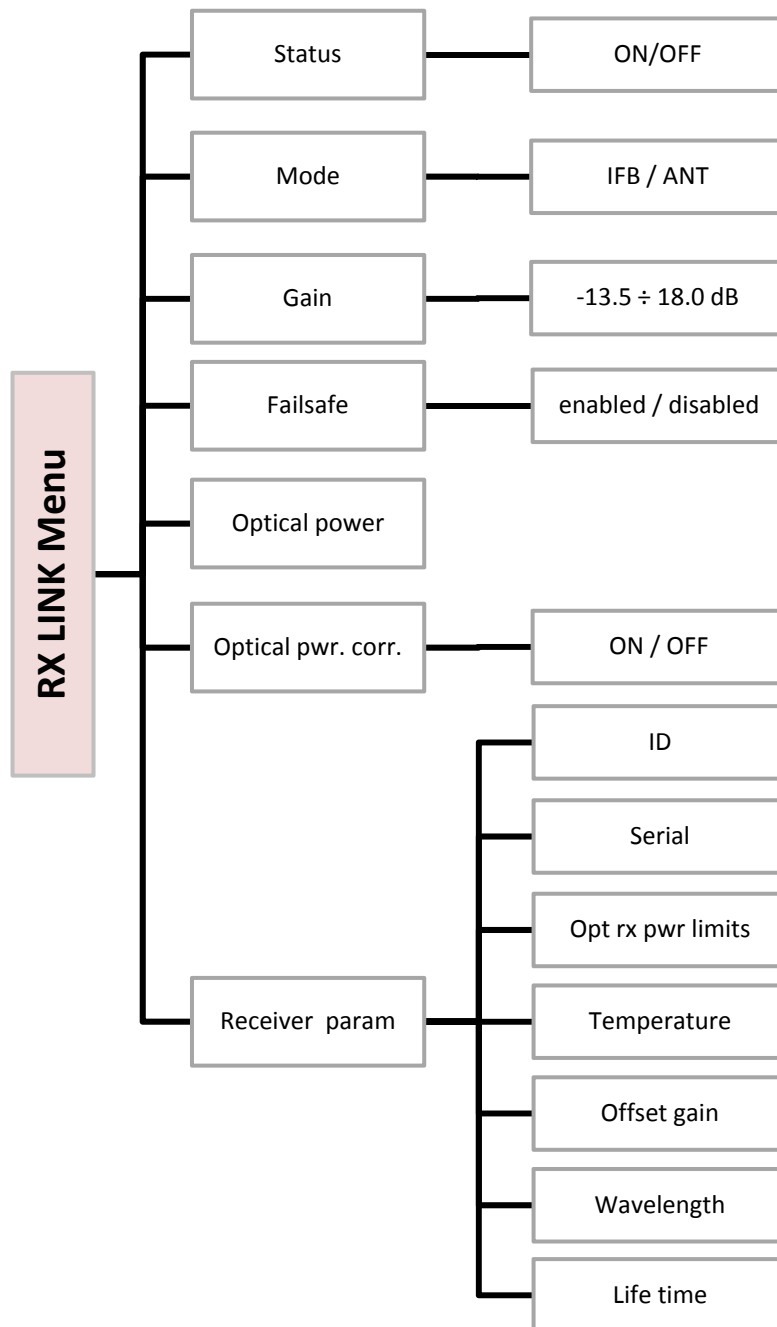 RX LINK Menu
Status
ON/OFF
Mode
IFB / ANT
Gain
-13.5 ÷ 18.0 dB
Failsafe
enabled / disabled
Optical power
Optical pwr. corr.
ON / OFF
Receiver param
ID
Serial
Opt rx pwr limits
Temperature
Offset gain
Wavelength
Life time